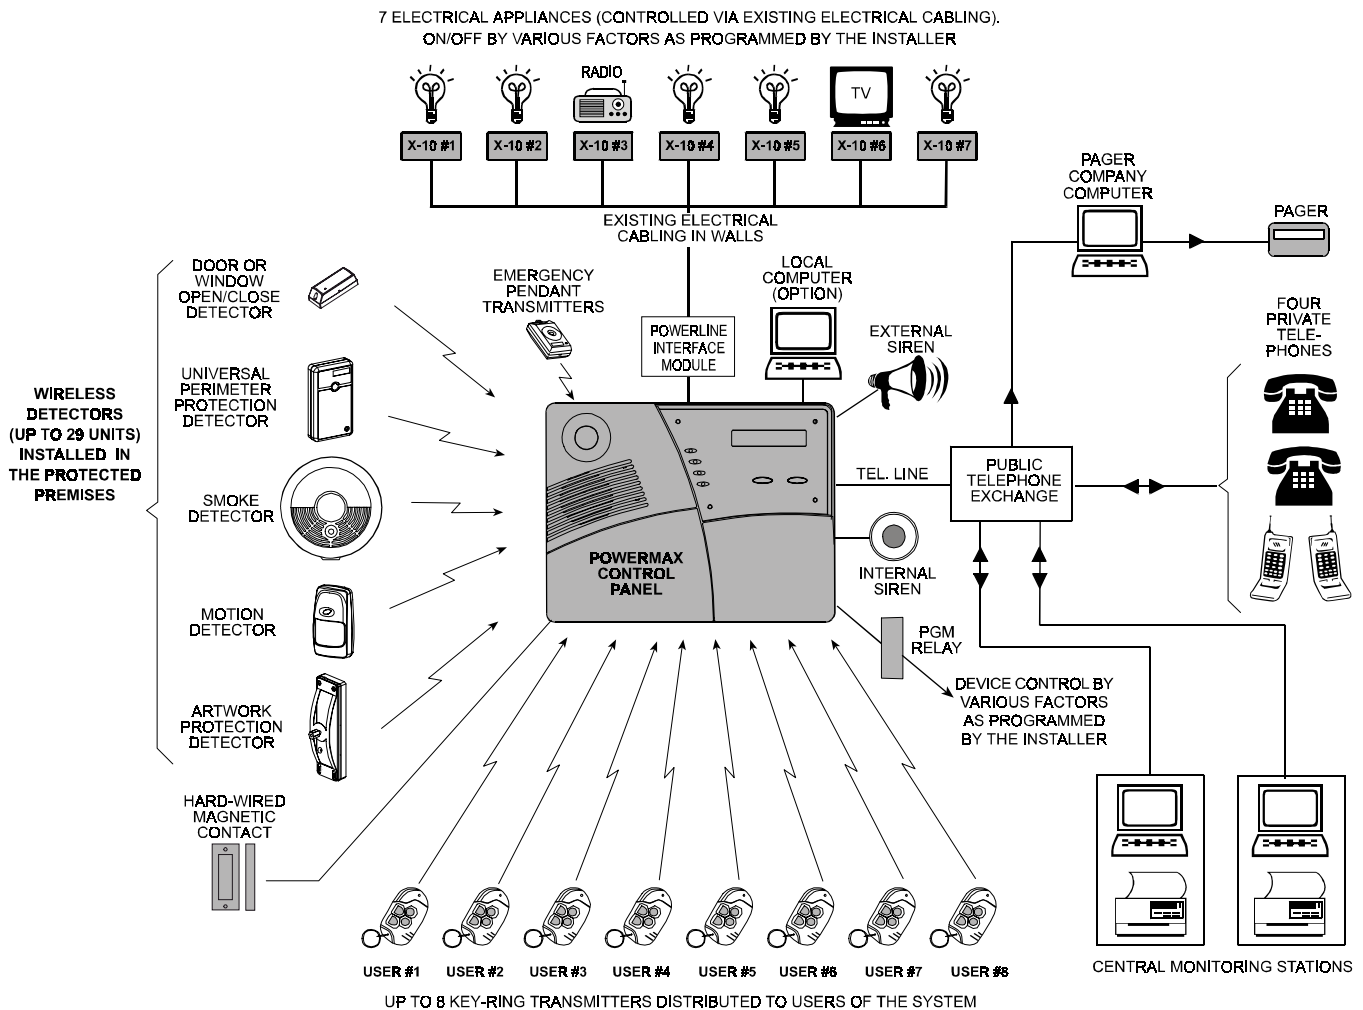 7 ELECTRICAL APPLIANCES (CONTROLLED VIA EXISTING ELECTRICAL CABLING).
ON/OFF BY VARIOUS FACTORS AS PROGRAMMED BY THE INSTALLER
RADIO
TV
X-10 #1
X-10 #2
X-10 #3
X-10 #4
X-10 #5
X-10 #6
X-10 #7
EXISTING ELECTRICAL
CABLING IN WALLS
PAGER
COMPANY
COMPUTER
PAGER
DOOR OR
WINDOW
OPEN/CLOSE
DETECTOR
EMERGENCY
PENDANT
TRANSMITTERS
POWERLINE
INTERFACE
MODULE
LOCAL
COMPUTER
(OPTION)
EXTERNAL
SIREN
FOUR
PRIVATE
TELE-
PHONES
UNIVERSAL
PERIMETER
PROTECTION
DETECTOR
WIRELESS
DETECTORS
(UP TO 29 UNITS)
INSTALLED IN
THE PROTECTED
PREMISES
SMOKE
DETECTOR
TEL. LINE
PUBLIC
TELEPHONE
EXCHANGE
POWERMAX
CONTROL
PANEL
INTERNAL
SIREN
MOTION
DETECTOR
PGM
RELAY
DEVICE CONTROL BY
VARIOUS FACTORS
AS PROGRAMMED
BY THE INSTALLER
ARTWORK
PROTECTION
DETECTOR
HARD-WIRED
MAGNETIC
CONTACT
USER #1
USER #2
USER #3
USER #4
USER #5
USER #6
USER #7
USER #8
CENTRAL MONITORING STATIONS
UP TO 8 KEY-RING TRANSMITTERS DISTRIBUTED TO USERS OF THE SYSTEM